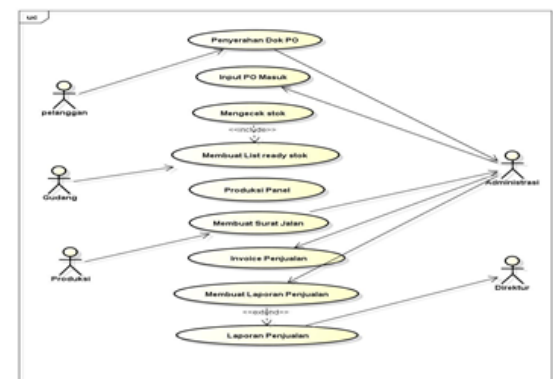 uc
Penyerahan Dok PO
Input PO Masuk
pelanggan
Mengecek stok
<<include>>
Membuat List ready stok
Administrasi
Gudang
Produksi Panel
Membuat Surat Jalan
Invoice Penjualan
Produksi
Membuat Laporan Penjualan
Direktur
<<extend>>
Laporan Penjualan